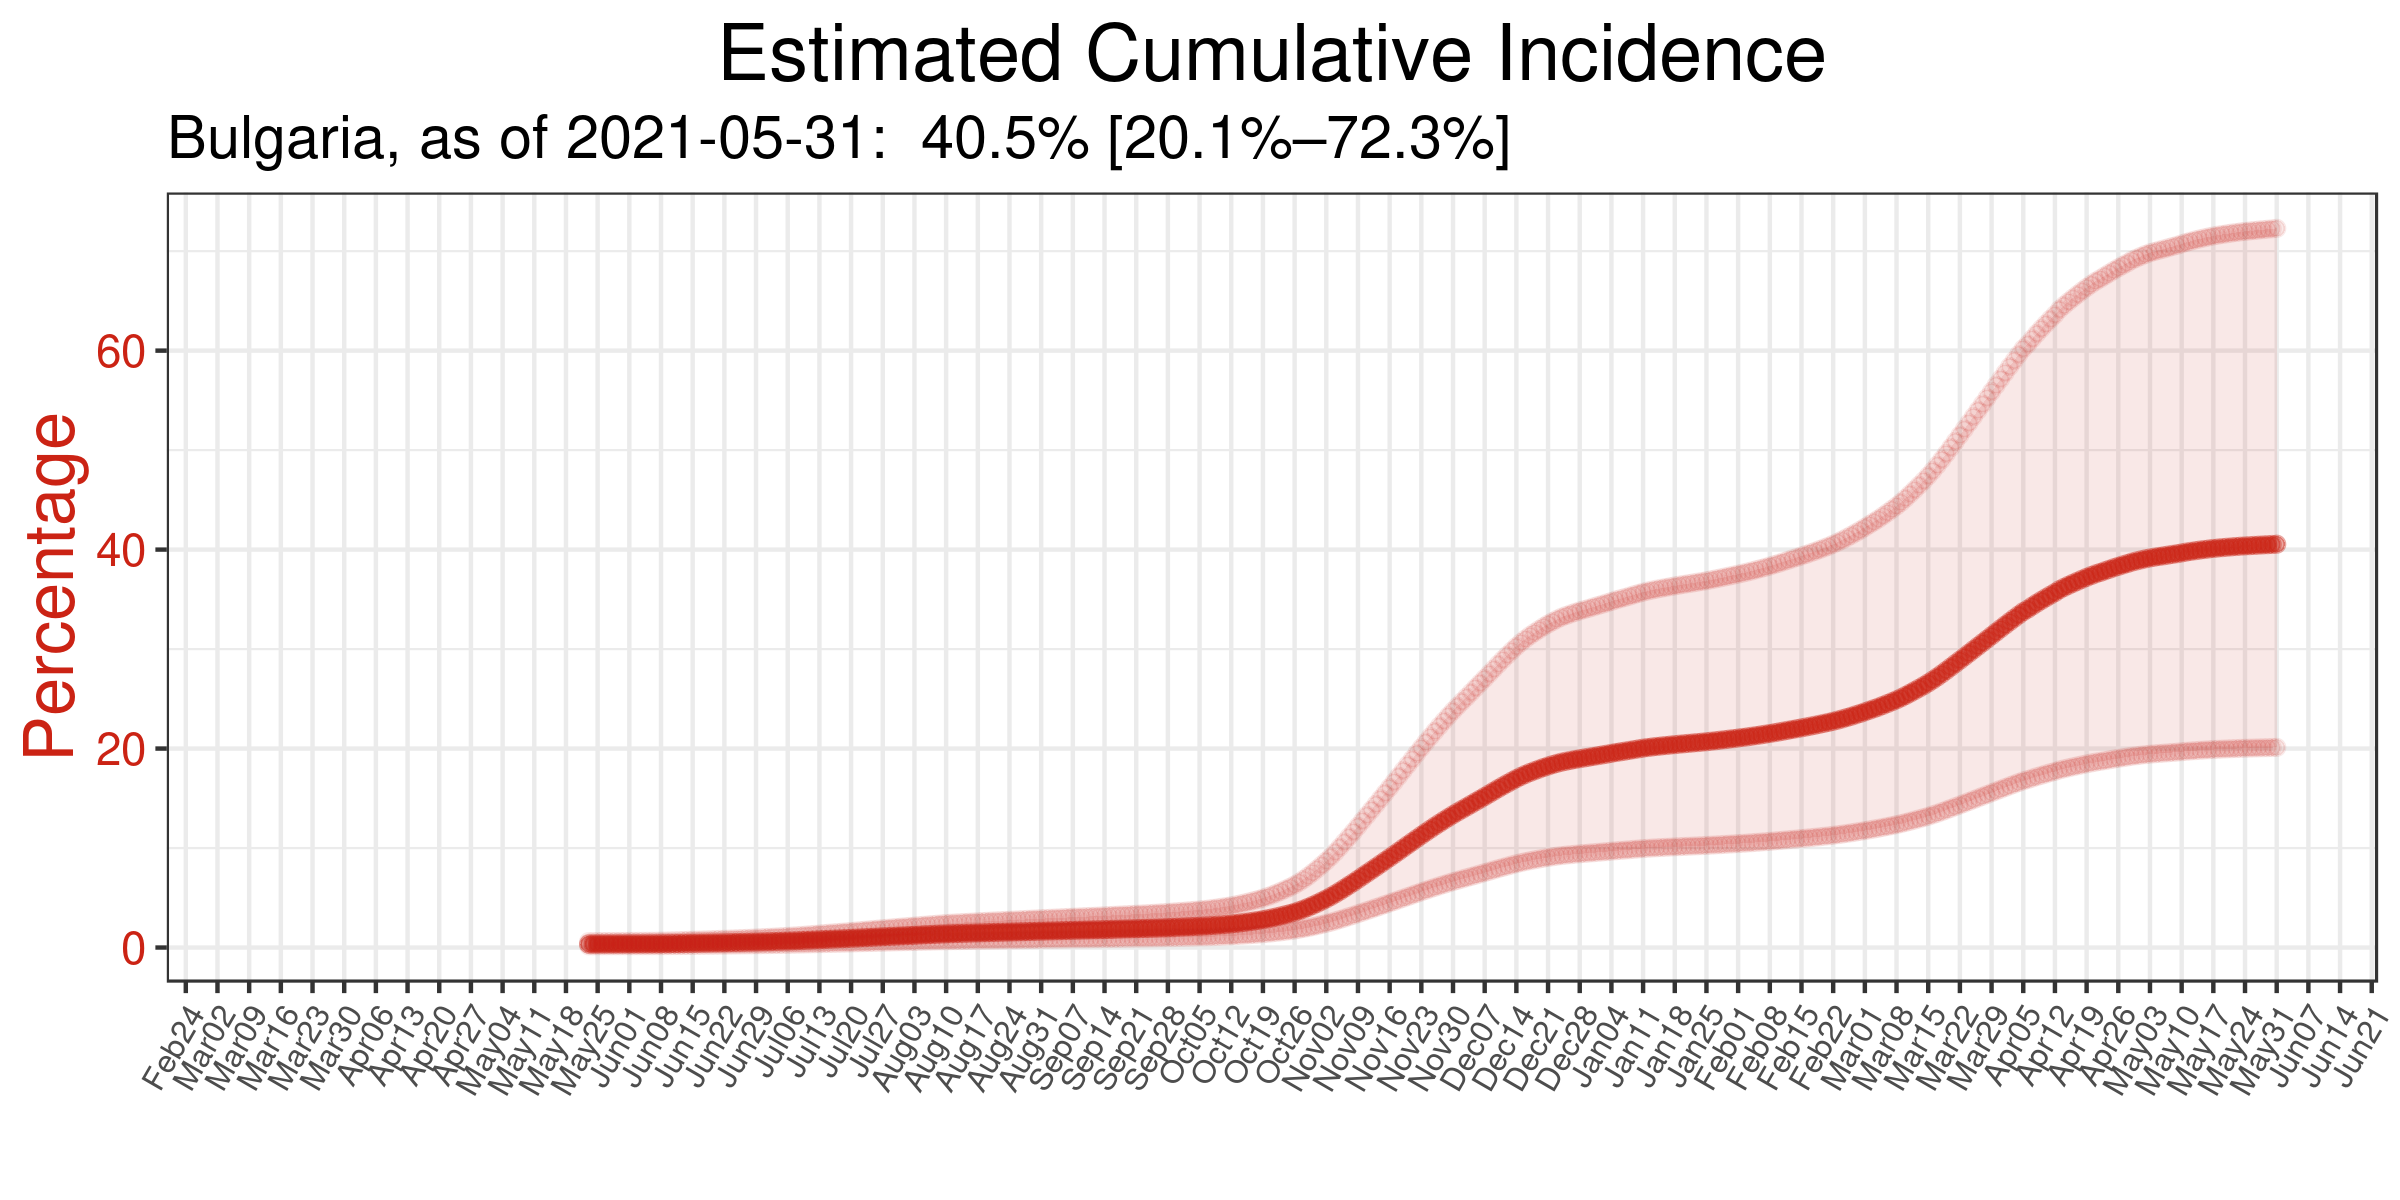 Estimated Cumulative Incidence
Bulgaria, as of 2021-05-31:  40.5% [20.1%–72.3%]
Percentage
60
40
20
0
Feb24
Mar02
Mar09
Mar16
Mar23
Mar30
Apr06
Apr13
Apr20
Apr27
May04
May11
May18
May25
Jun01
Jun08
Jun15
Jun22
Jun29
Jul06
Jul13
Jul20
Jul27
Aug03
Aug10
Aug17
Aug24
Aug31
Sep07
Sep14
Sep21
Sep28
Oct05
Oct12
Oct19
Oct26
Nov02
Nov09
Nov16
Nov23
Nov30
Dec07
Dec14
Dec21
Dec28
Jan04
Jan11
Jan18
Jan25
Feb01
Feb08
Feb15
Feb22
Mar01
Mar08
Mar15
Mar22
Mar29
Apr05
Apr12
Apr19
Apr26
May03
May10
May17
May24
May31
Jun07
Jun14
Jun21